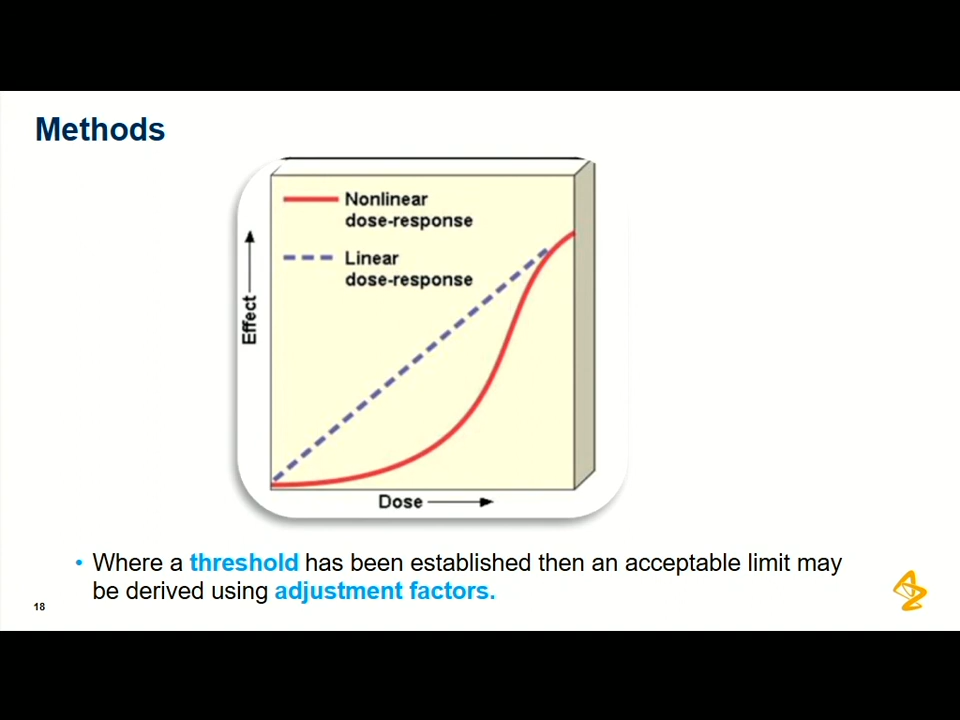 Methods
Nonlinear
dose-response
Linear
dose-response
Effect
Dose
• Where a threshold has been established then an acceptable limit may
be derived using adjustment factors.
18